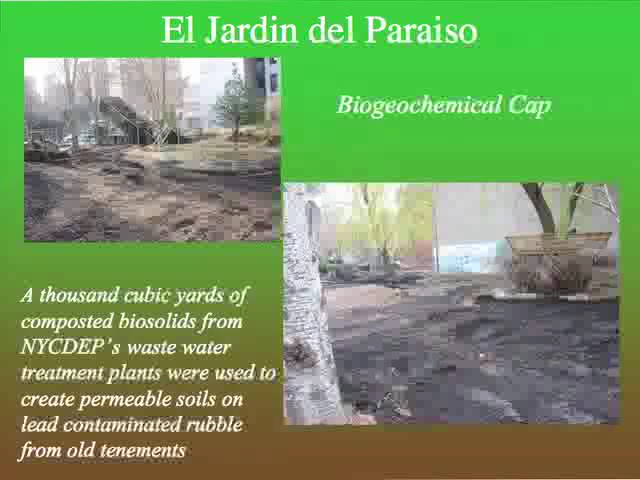 El Jardin del Paraiso
Biogeochemical Cap
A thousand cubic yards of
composted biosolids from
NYCDEP's waste water
treatment plants were used to
create permeable soils on
lead contaminated rubble
from old tenements